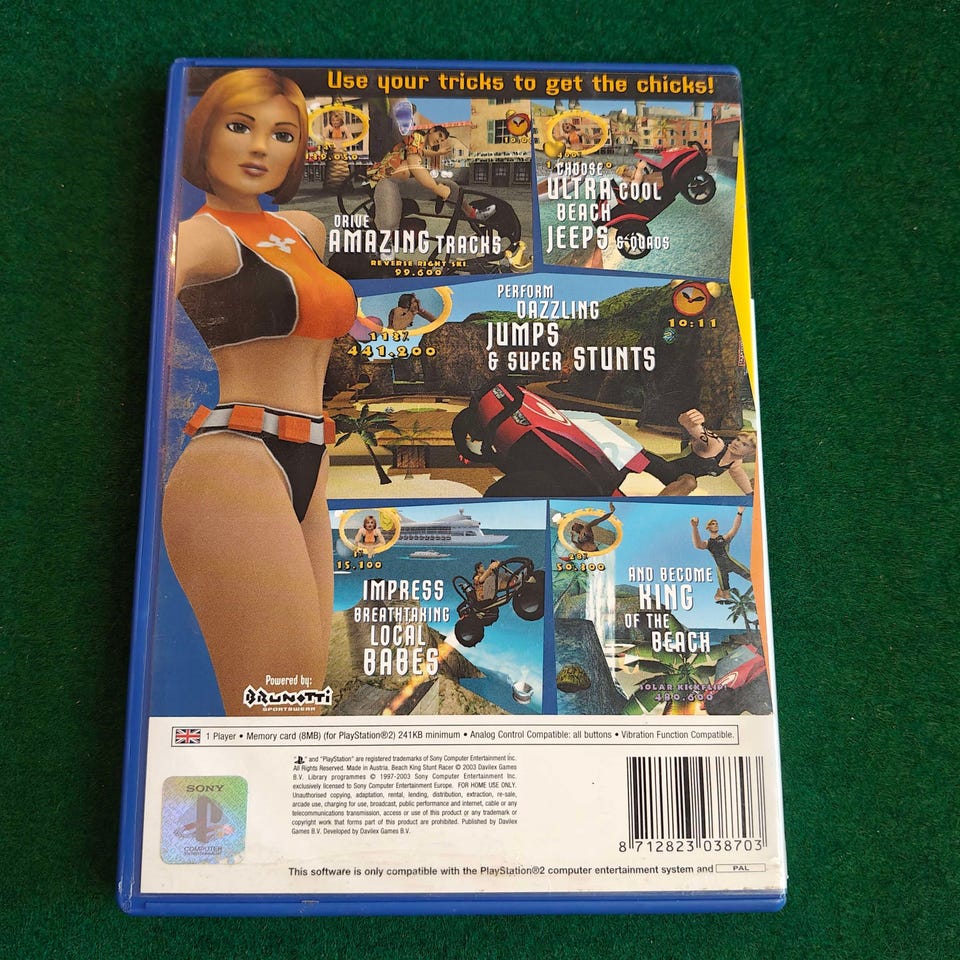 Use your tricks to get the chicks!
DRIVE
AMAZING TRACKS
REVERSE RIGHT SKI
99.600
CHOOSE
ULTRA COOL
BEACH
JEEPS & QUADS
PERFORM
DAZZLING
JUMPS
& SUPER STUNTS
113%
441.200
10:11
15.100
IMPRESS
BREATHTAKING
LOCAL
BABES
50.300
AND BECOME
KING
OF THE
BEACH
SOLAR KICKFLIP
480.600
Powered by:
BRUNOTTI
SPORTSWEAR
1 Player • Memory card (8MB) (for PlayStation®2) 241KB minimum • Analog Control Compatible: all buttons • Vibration Function Compatible.
and "PlayStation" are registered trademarks of Sony Computer Entertainment Inc.
All Rights Reserved. Made in Austria. Beach King Stunt Racer © 2003 Davilex Games
B.V. Library programmes © 1997-2003 Sony Computer Entertainment Inc.
exclusively licensed to Sony Computer Entertainment Europe. FOR HOME USE ONLY.
Unauthorised copying, adaptation, rental, lending, distribution, extraction, re-sale,
arcade use, charging for use, broadcast, public performance and internet, cable or any
telecommunications transmission, access or use of this product or any trademark or
copyright work that forms part of this product are prohibited. Published by Davilex
Games B.V. Developed by Davilex Games B.V.
SONY
COMPUTER
8 712823 038703
This software is only compatible with the PlayStation®2 computer entertainment system and PAL